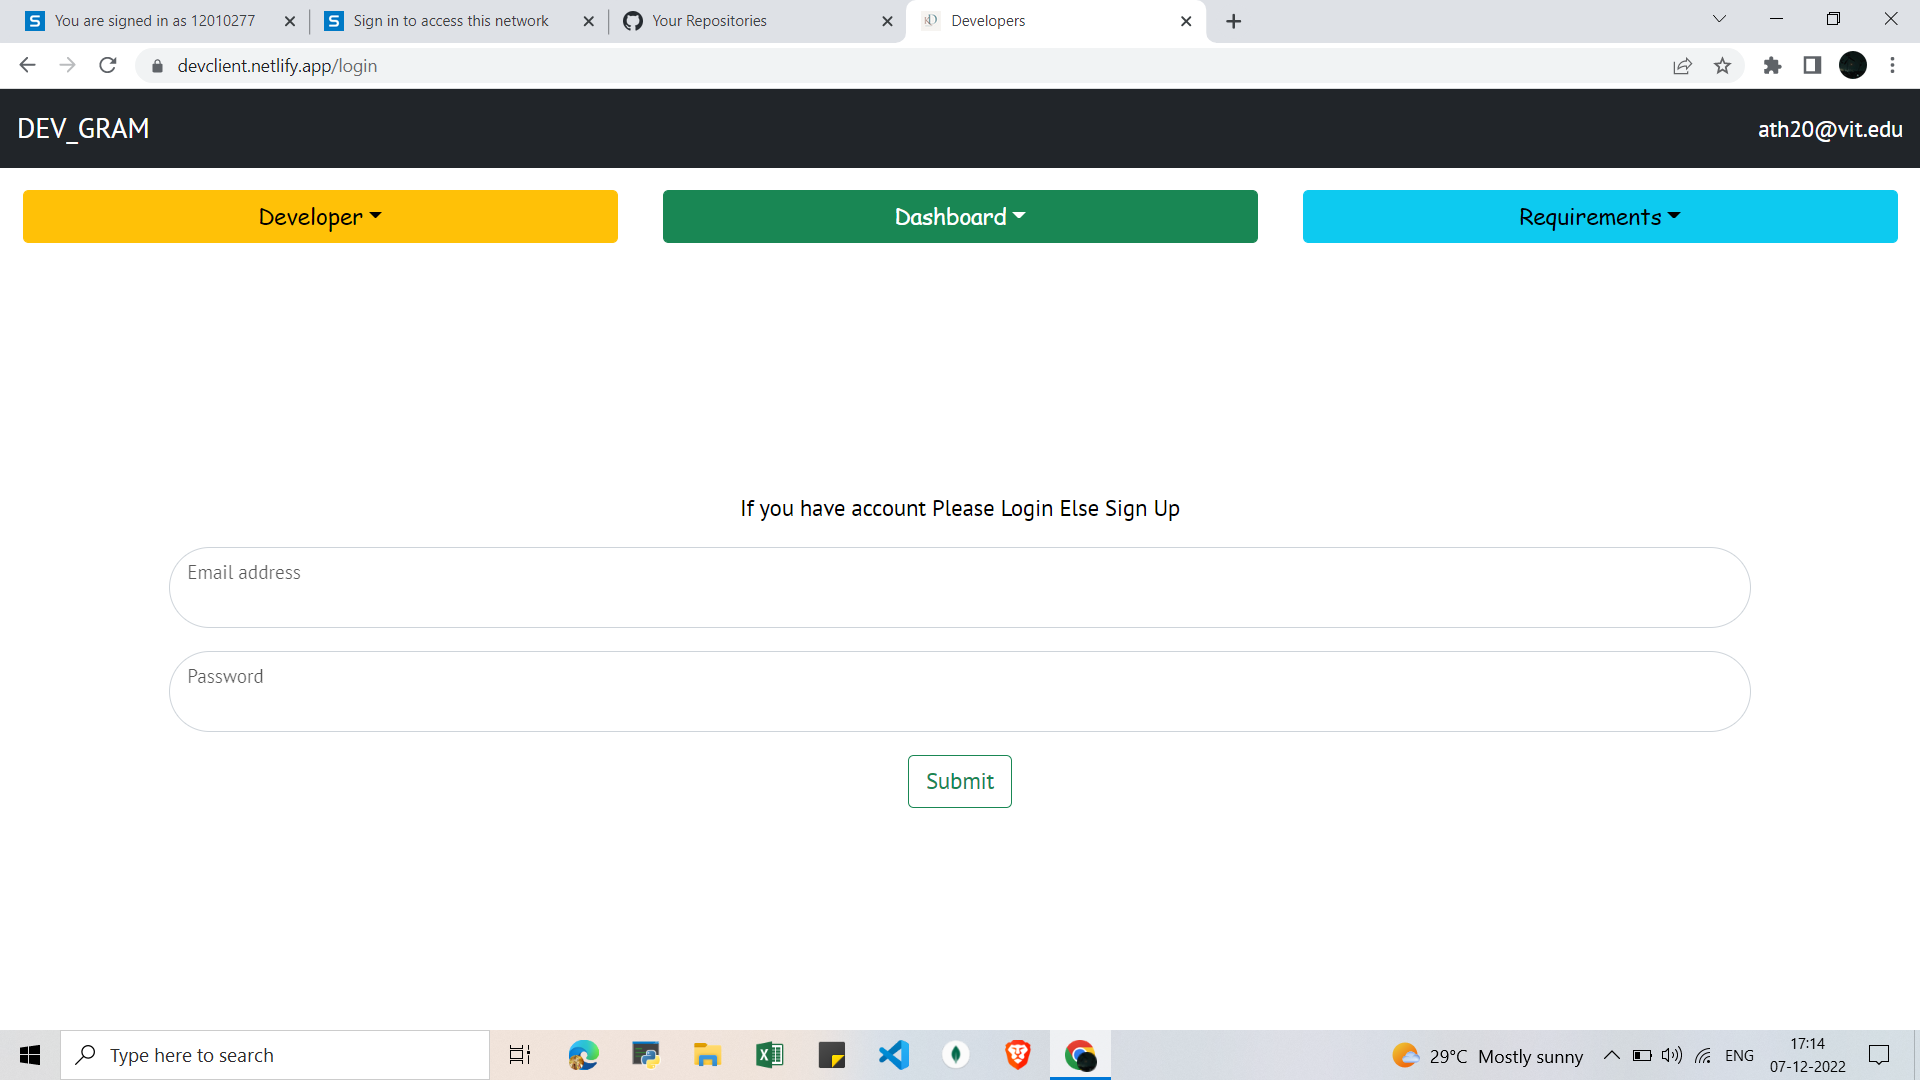 You are signed in as 12010277
Sign in to access this network
Your Repositories
Developers
devclient.netlify.app/login
DEV_GRAM
ath20@vit.edu
Developer
Dashboard
Requirements
If you have account Please Login Else Sign Up
Email address
Password
Submit
Type here to search
29°C Mostly sunny
ENG
17:14
07-12-2022